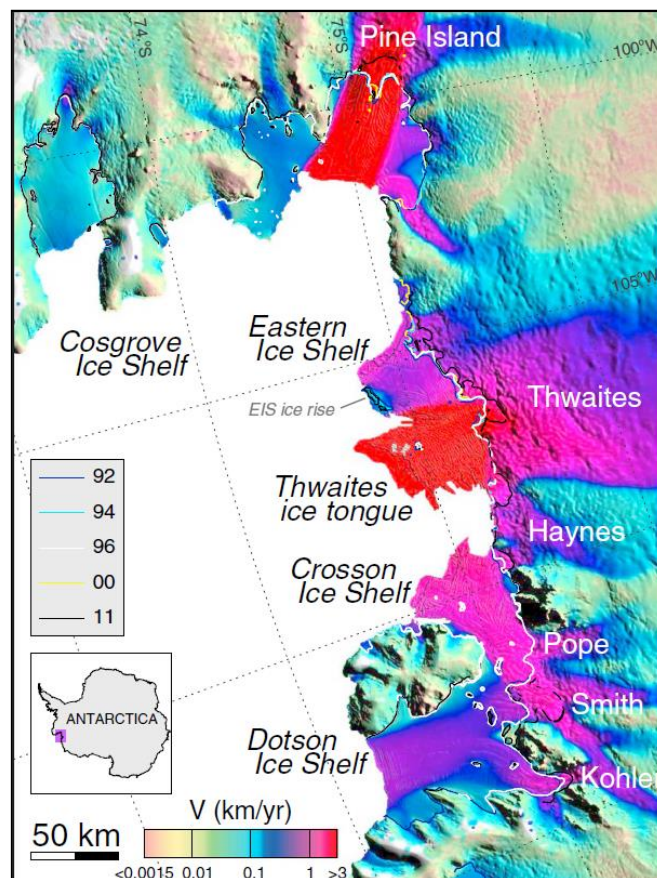 74°S
75°S
Pine Island
100°W
105°W
Cosgrove
Ice Shelf
Eastern
Ice Shelf
EIS ice rise
Thwaites
Thwaites
ice tongue
Haynes
Crosson
Ice Shelf
Pope
Smith
Dotson
Ice Shelf
Kohler
92
94
96
00
11
ANTARCTICA
50 km
V (km/yr)
<0.0015 0.01 0.1 1 >3